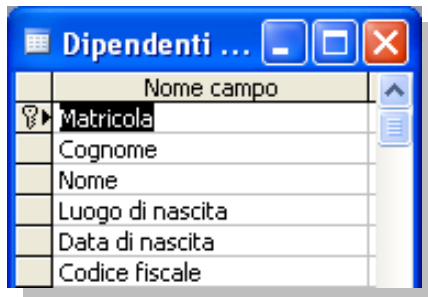 Dipendenti ...
Nome campo
Matricola
Cognome
Nome
Luogo di nascita
Data di nascita
Codice fiscale